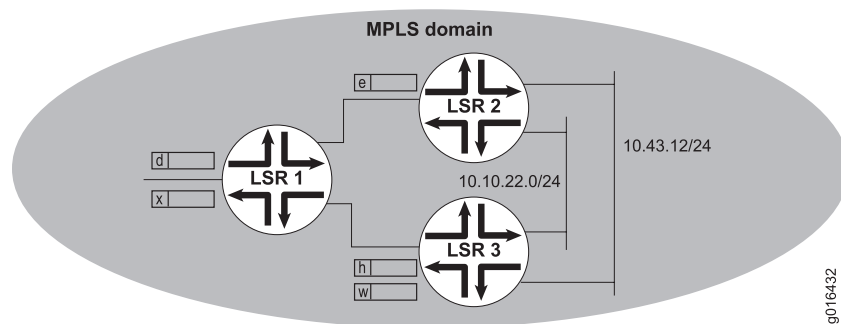 MPLS domain
e
LSR 2
10.43.12/24
d
LSR 1
10.10.22.0/24
x
LSR 3
h
w
g016432